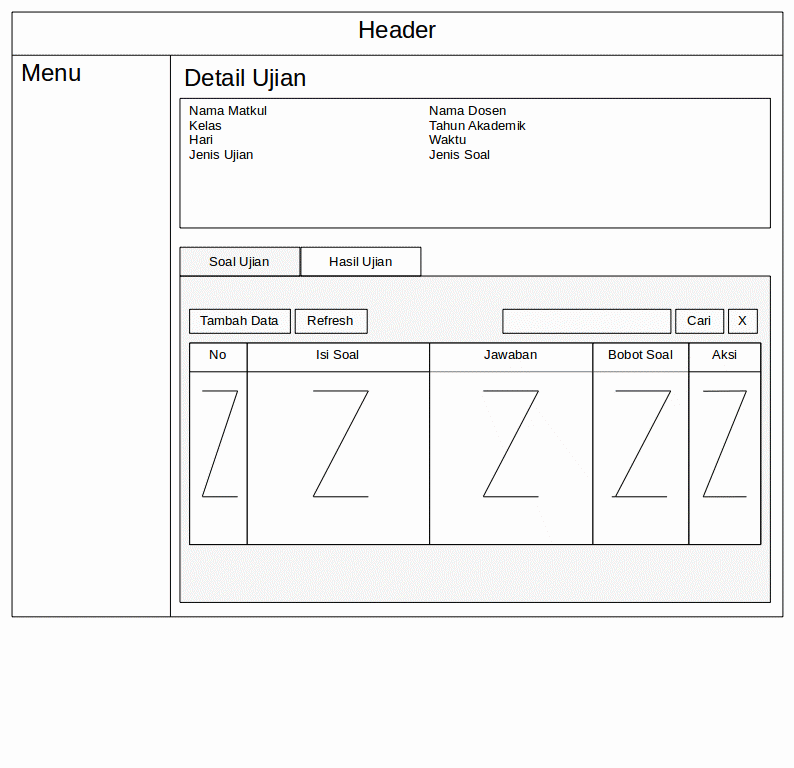 Header
Menu
Detail Ujian
Nama Matkul
Kelas
Hari
Jenis Ujian
Nama Dosen
Tahun Akademik
Waktu
Jenis Soal
Soal Ujian
Hasil Ujian
Tambah Data
Refresh
Cari
X
No
Isi Soal
Jawaban
Bobot Soal
Aksi